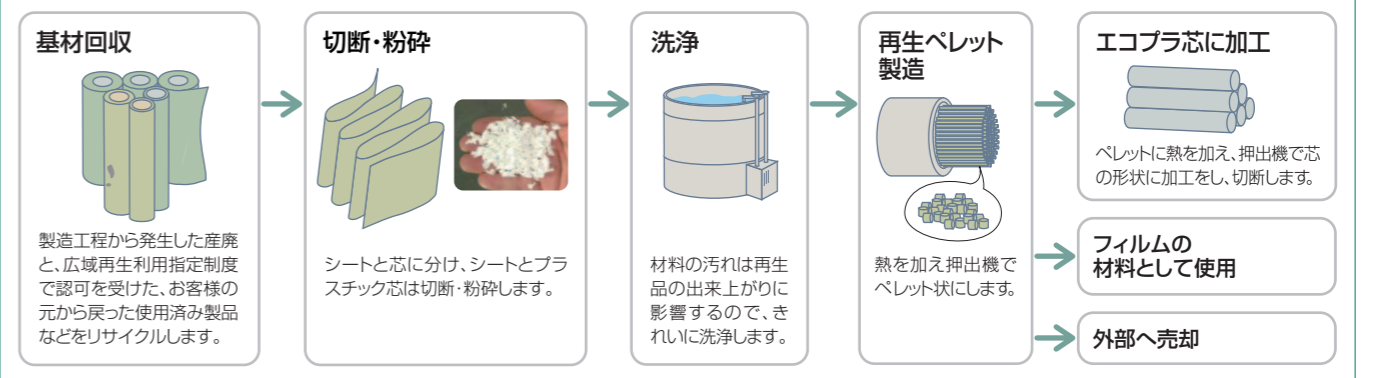 基材回収
製造工程から発生した産廃
と、広域再生利用指定制度
で認可を受けた、お客様の
元から戻った使用済み製品
などをリサイクルします。
切断・粉砕
シートと芯に分け、シートとプラ
スチック芯は切断・粉砕します。
洗浄
材料の汚れは再生
品の出来上がりに
影響するので、き
れいに洗浄します。
再生ペレット
製造
熱を加え押出機で
ペレット状にします。
エコプラ芯に加工
ペレットに熱を加え、押出機で芯
の形状に加工をし、切断します。
フィルムの
材料として使用
外部へ売却